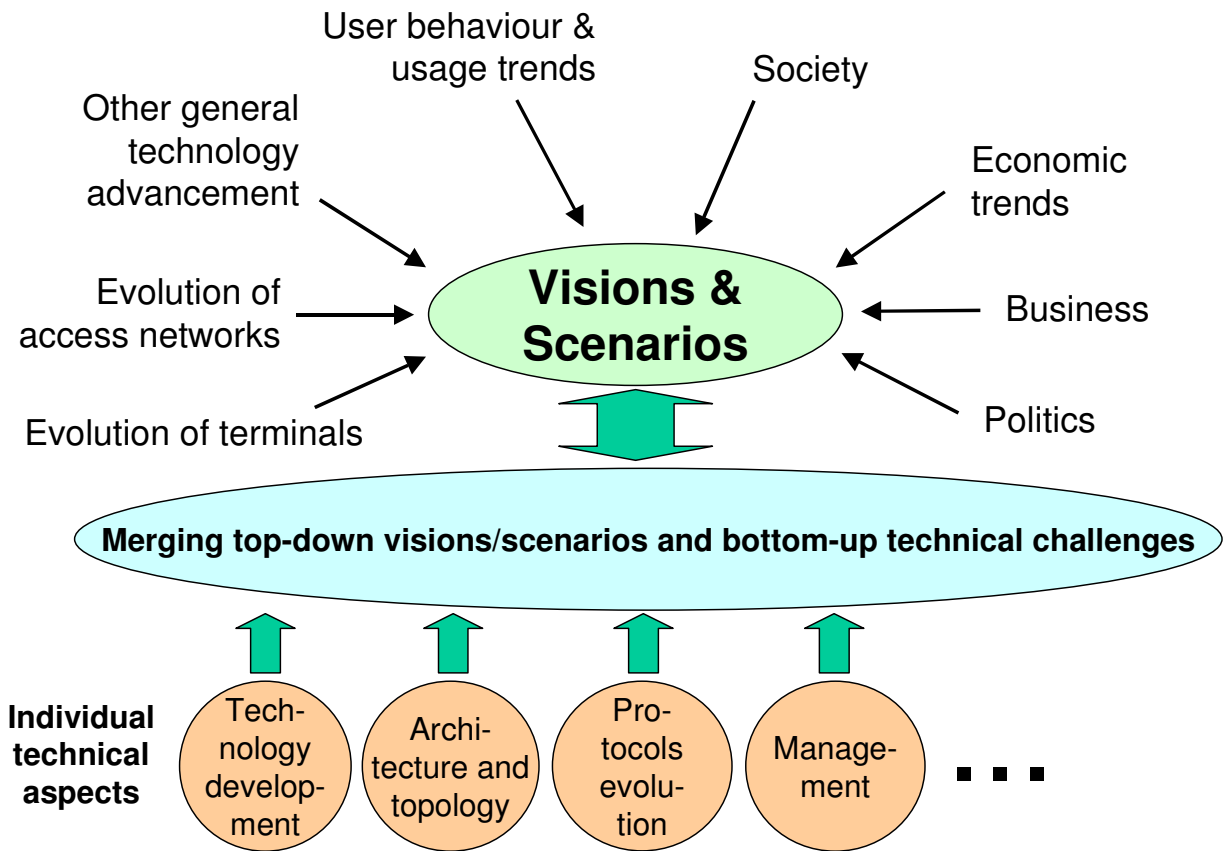 User behaviour &
usage trends
Society
Other general
technology
advancement
Economic
trends
Evolution of
access networks
Visions &
Scenarios
Business
Evolution of terminals
Politics
Merging top-down visions/scenarios and bottom-up technical challenges
Individual
technical
aspects
Tech-
nology
develop-
ment
Archi-
tecture and
topology
Pro-
tocols
evolu-
tion
Manage-
ment
...